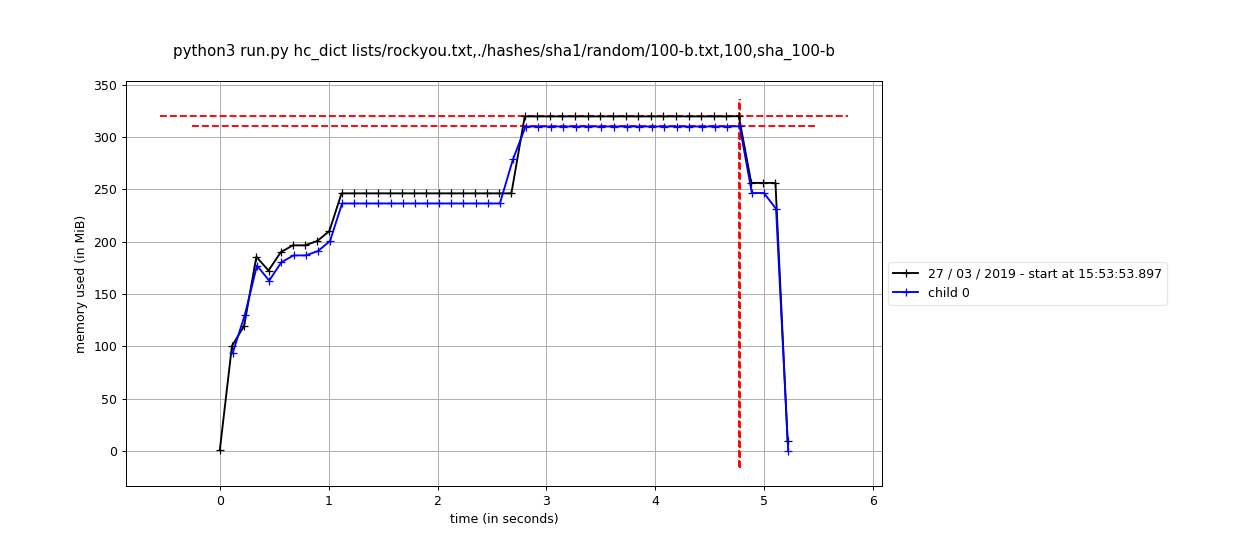 python3 run.py hc_dict lists/rockyou.txt,./hashes/sha1/random/100-b.txt,100,sha_100-b
350
300
250
200
150
100
50
0
memory used (in MiB)
0 1 2 3 4 5 6
time (in seconds)
27 / 03 / 2019 - start at 15:53:53.897
child 0